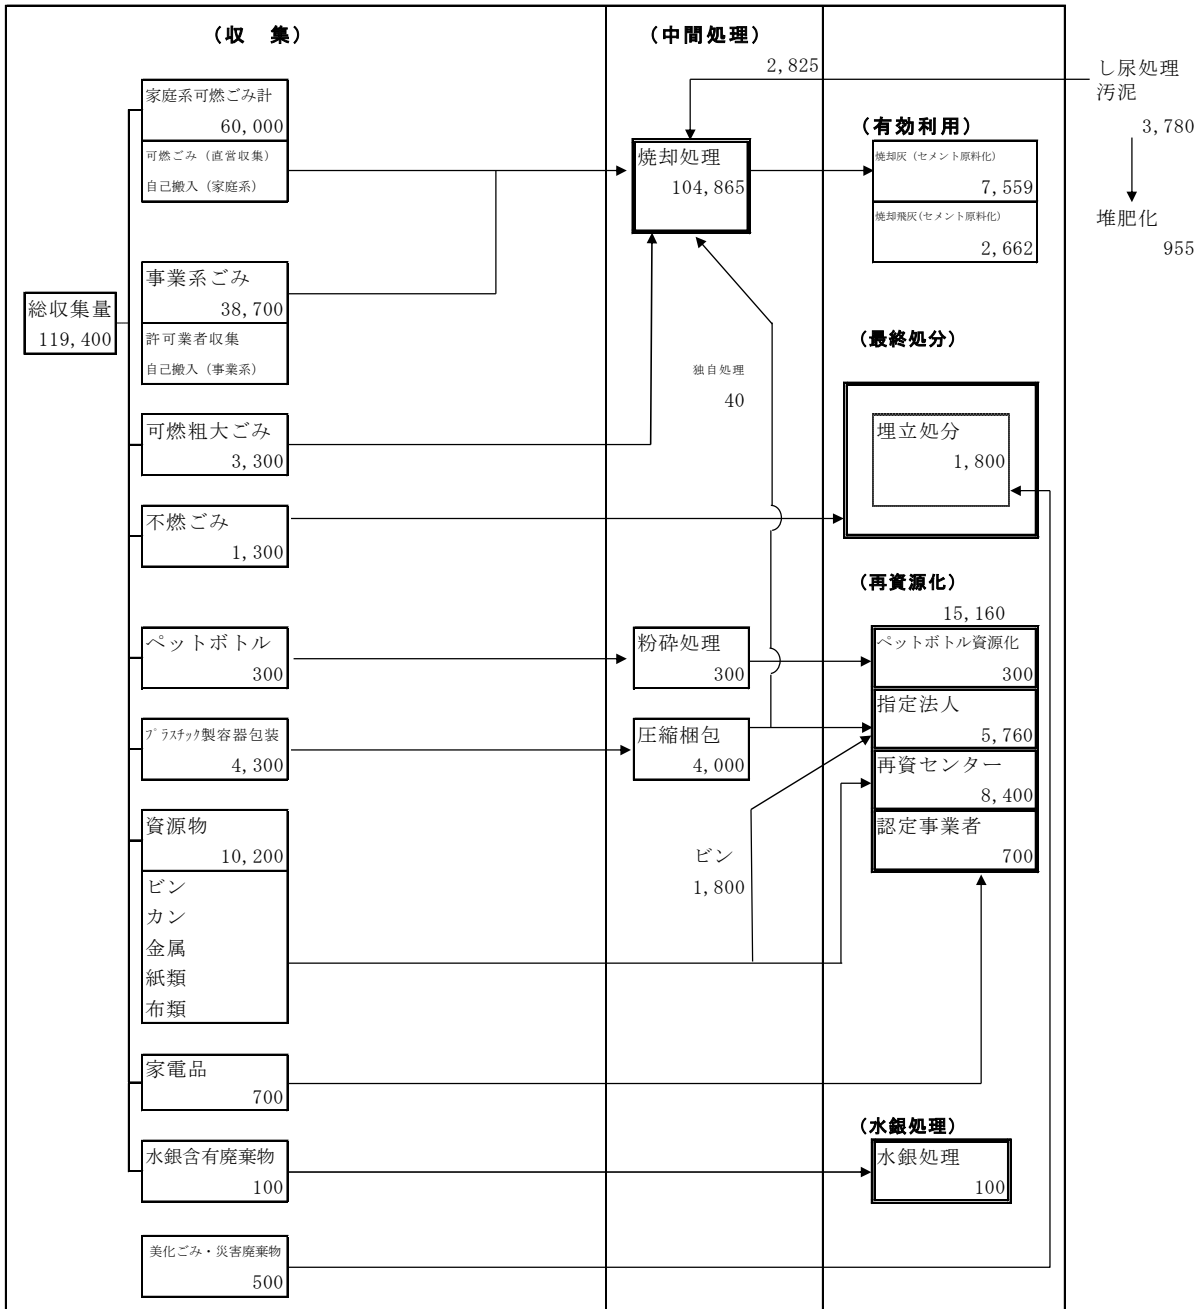 (収　集)
(中間処理)
2,825
し尿処理
汚泥
3,780
堆肥化
955
総収集量
119,400
家庭系可燃ごみ計
60,000
可燃ごみ（直営収集）
自己搬入（家庭系）
事業系ごみ
38,700
許可業者収集
自己搬入（事業系）
可燃粗大ごみ
3,300
不燃ごみ
1,300
ペットボトル
300
プラスチック製容器包装
4,300
資源物
10,200
ビン
カン
金属
紙類
布類
家電品
700
水銀含有廃棄物
100
美化ごみ・災害廃棄物
500
焼却処理
104,865
独自処理
40
粉砕処理
300
圧縮梱包
4,000
ビン
1,800
(有効利用)
焼却灰（セメント原料化）
7,559
焼却飛灰(セメント原料化)
2,662
(最終処分)
埋立処分
1,800
(再資源化)
15,160
ペットボトル資源化
300
指定法人
5,760
再資センター
8,400
認定事業者
700
(水銀処理)
水銀処理
100